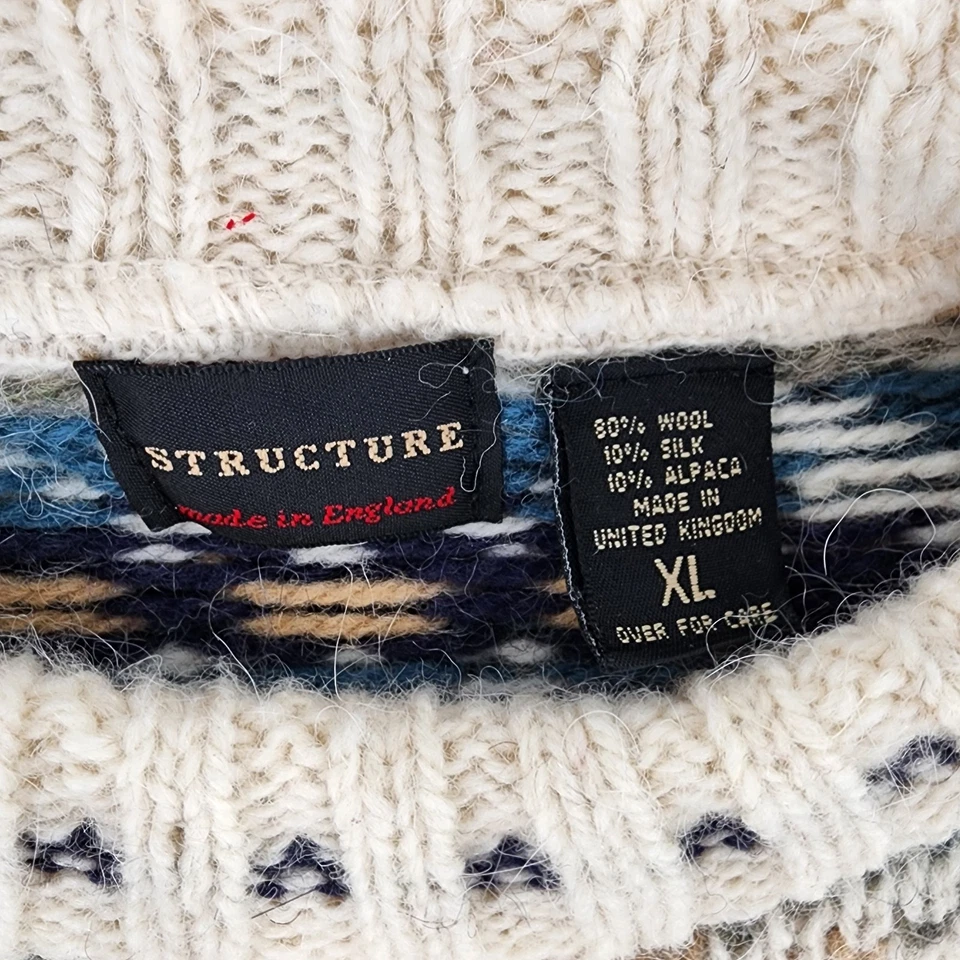 STRUCTURE
made in England
80% WOOL
10% SILK
10% ALPACA
MADE IN
UNITED KINGDOM
XL
OVER FOR CARE